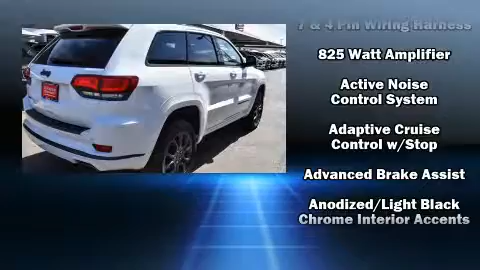 7 & 4 Pin Wiring Harness
825 Watt Amplifier
Active Noise
Control System
Adaptive Cruise
Control w/Stop
Advanced Brake Assist
Anodized/Light Black
Chrome Interior Accents